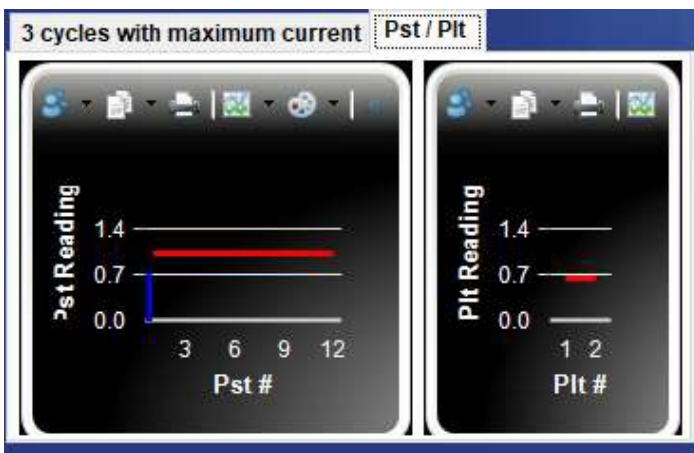 3 cycles with maximum current
Pst / Plt
Pst Reading
1.4
0.7
0.0
3 6 9 12
Pst #
Plt Reading
1.4
0.7
0.0
1 2
Plt #